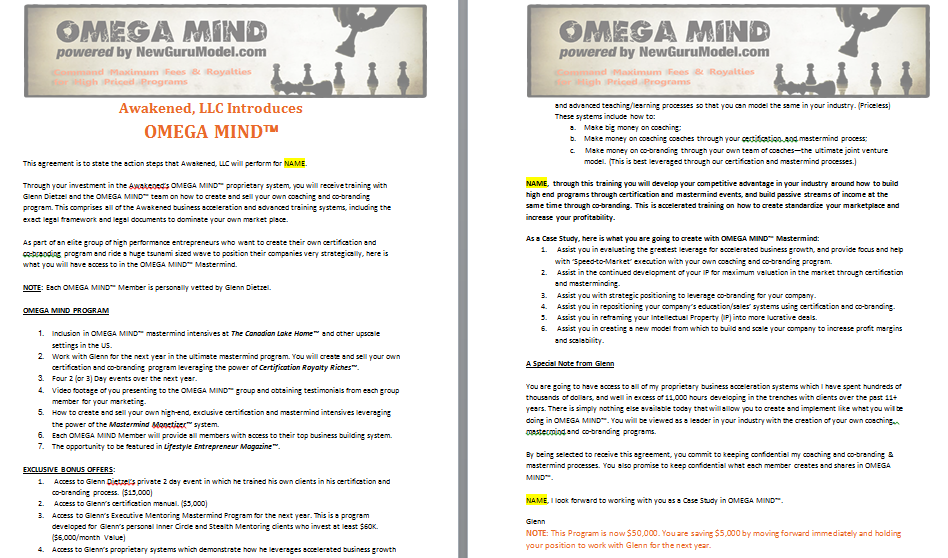 OMEGA MIND
powered by NewGuruModel.com
Command Maximum Fees & Royalties
For High Priced Programs
Awakened, LLC Introduces
OMEGA MIND™
This agreement is to state the action steps that Awakened, LLC will perform for NAME.
Through your investment in the Awakened's OMEGA MIND™ proprietary system, you will receive training with
Glenn Dietzel and the OMEGA MIND™ team on how to create and sell your own coaching and co-branding
program. This comprises all of the Awakened business acceleration and advanced training systems, including the
exact legal framework and legal documents to dominate your own market place.
As part of an elite group of high performance entrepreneurs who want to create their own certification and
co-branding program and ride a huge tsunami sized wave to position their companies very strategically, here is
what you will have access to in the OMEGA MIND™ Mastermind.
NOTE: Each OMEGA MIND™ Member is personally vetted by Glenn Dietzel.
OMEGA MIND PROGRAM
1. Inclusion in OMEGA MIND™ mastermind intensives at The Canadian Lake Home™ and other upscale
settings in the US.
2. Work with Glenn for the next year in the ultimate mastermind program. You will create and sell your own
certification and co-branding program leveraging the power of Certification Royalty Riches™.
3. Four 2 (or 3) Day events over the next year.
4. Video footage of you presenting to the OMEGA MIND™ group and obtaining testimonials from each group
member for your marketing.
5. How to create and sell your own high-end, exclusive certification and mastermind intensives leveraging
the power of the Mastermind Monetizer™ system.
6. Each OMEGA MIND Member will provide all members with access to their top business building system.
7. The opportunity to be featured in Lifestyle Entrepreneur Magazine™.
EXCLUSIVE BONUS OFFERS:
1. Access to Glenn Dietzel's private 2 day event in which he trained his own clients in his certification and
co-branding process. ($15,000)
2. Access to Glenn's certification manual. ($5,000)
3. Access to Glenn's Executive Mentoring Mastermind Program for the next year. This is a program
developed for Glenn's personal Inner Circle and Stealth Mentoring clients who invest at least $60K.
($6,000/month Value)
4. Access to Glenn's proprietary systems which demonstrate how he leverages accelerated business growth
OMEGA MIND
powered by NewGuruModel.com
Command Maximum Fees & Royalties
For High Priced Programs
and advanced teaching/learning processes so that you can model the same in your industry. (Priceless)
These systems include how to:
a. Make big money on coaching;
b. Make money on coaching coaches through your certification and mastermind process;
c. Make money on co-branding through your own team of coaches—the ultimate joint venture
model. (This is best leveraged through our certification and mastermind processes.)
NAME, through this training you will develop your competitive advantage in your industry around how to build
high end programs through certification and mastermind events, and build passive streams of income at the
same time through co-branding. This is accelerated training on how to create standardize your marketplace and
increase your profitability.
As a Case Study, here is what you are going to create with OMEGA MIND™ Mastermind:
1. Assist you in evaluating the greatest leverage for accelerated business growth, and provide focus and help
with 'Speed-to-Market' execution with your own coaching and co-branding program.
2. Assist in the continued development of your IP for maximum valuation in the market through certification
and masterminding.
3. Assist you with strategic positioning to leverage co-branding for your company.
4. Assist you in repositioning your company's education/sales' systems using certification and co-branding.
5. Assist you in reframing your Intellectual Property (IP) into more lucrative deals.
6. Assist you in creating a new model from which to build and scale your company to increase profit margins
and scalability.
A Special Note from Glenn
You are going to have access to all of my proprietary business acceleration systems which I have spent hundreds of
thousands of dollars, and well in excess of 11,000 hours developing in the trenches with clients over the past 11+
years. There is simply nothing else available today that will allow you to create and implement like what you will be
doing in OMEGA MIND™. You will be viewed as a leader in your industry with the creation of your own coaching,
mastermind and co-branding programs.
By being selected to receive this agreement, you commit to keeping confidential my coaching and co-branding &
mastermind processes. You also promise to keep confidential what each member creates and shares in OMEGA
MIND™.
NAME, I look forward to working with you as a Case Study in OMEGA MIND™.
Glenn
NOTE: This Program is now $50,000. You are saving $5,000 by moving forward immediately and holding
your position to work with Glenn for the next year.